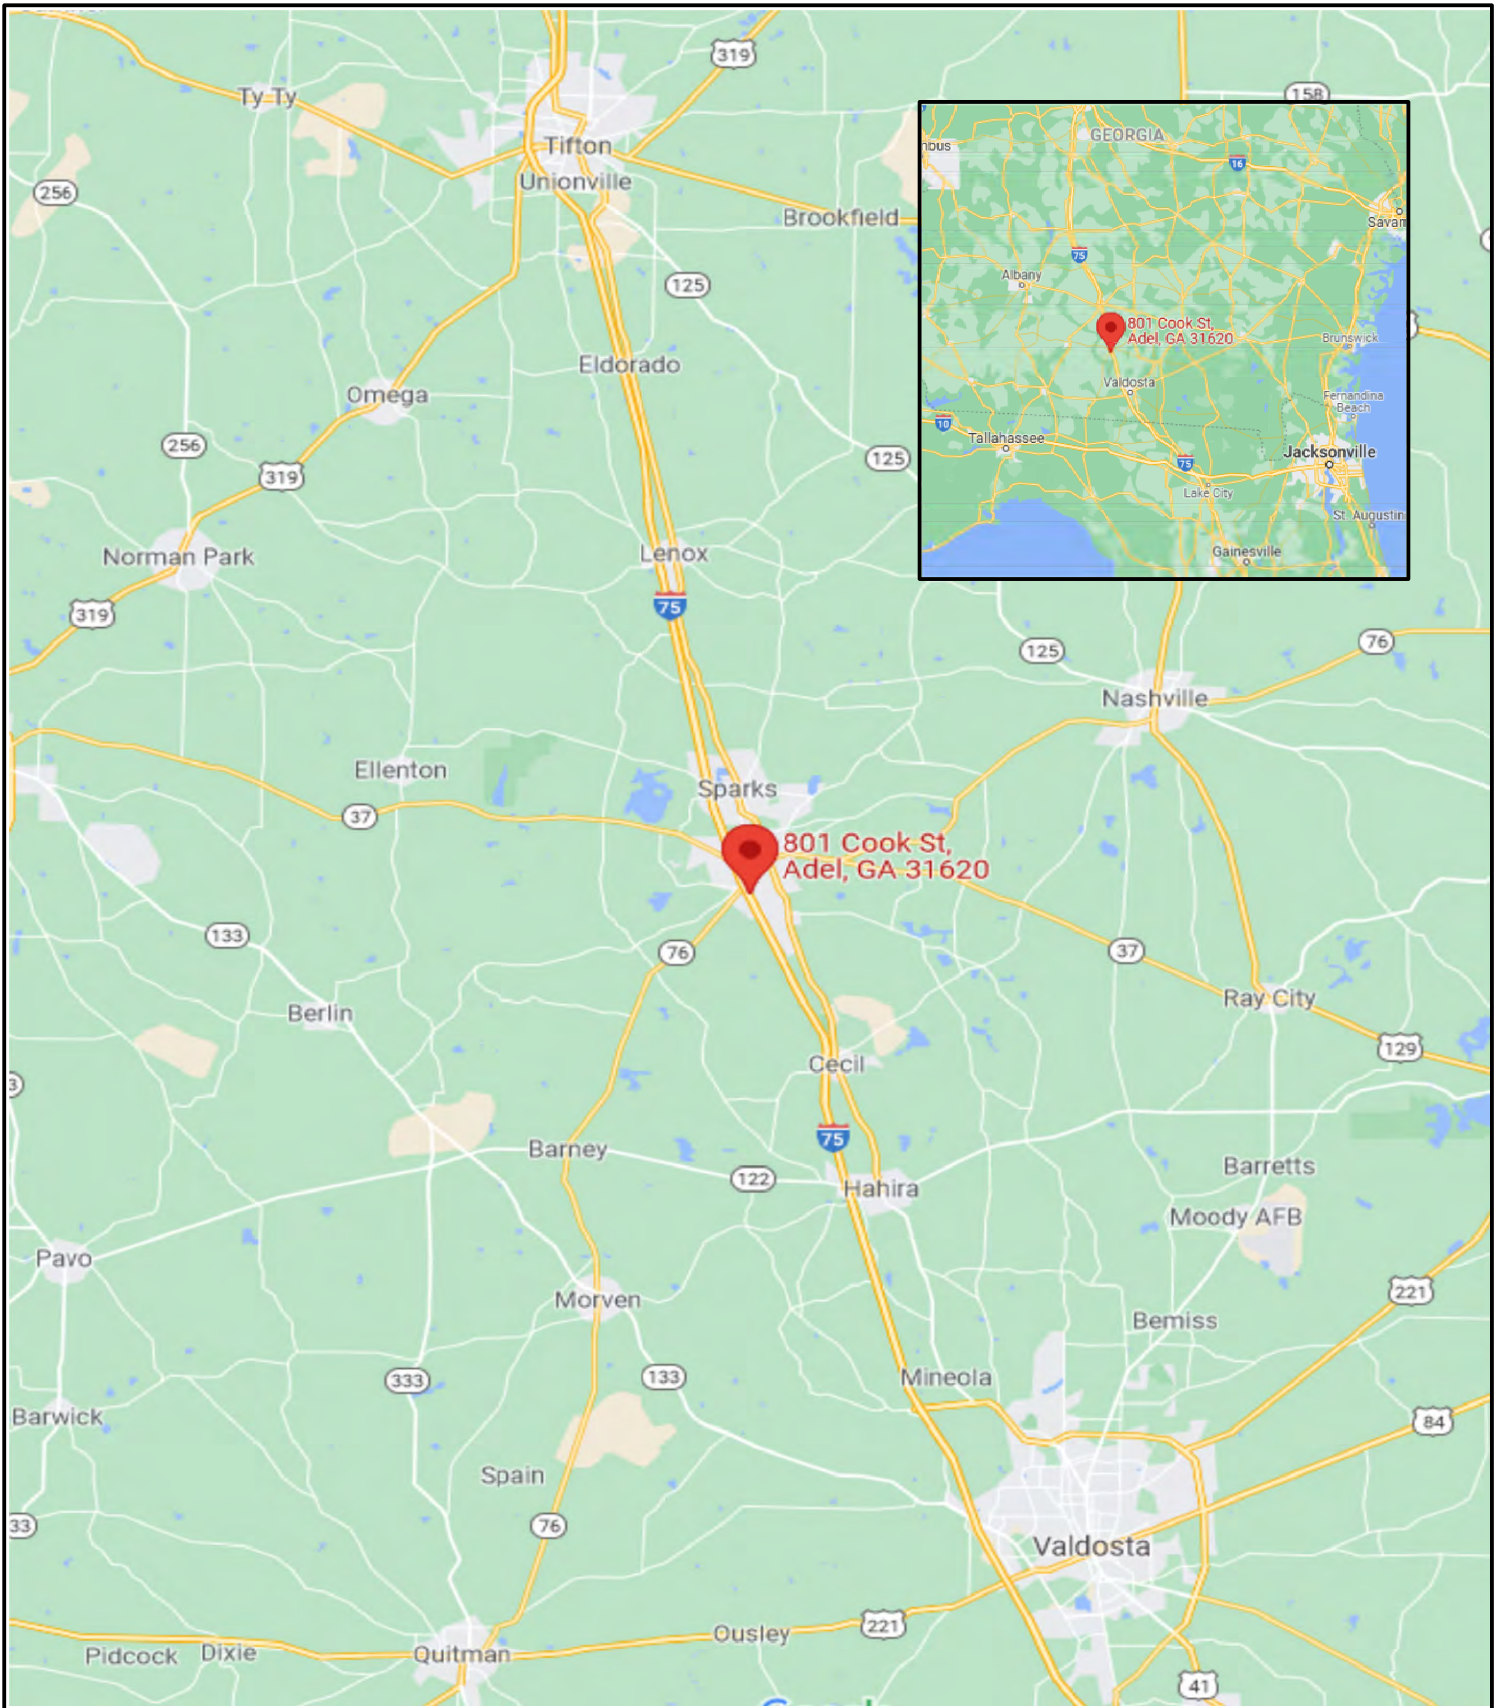 319
Ty Ty
158
Tifton
Unionville
256
Brookfield
125
Eldorado
Omega
256
125
319
Norman Park
Lenox
75
319
125
76
Nashville
Ellenton
Sparks
37
801 Cook St,
Adel, GA 31620
133
76
37
Ray City
Berlin
129
Cecil
75
Barney
122
Hahira
Barretts
Moody AFB
Pavo
221
Morven
Bemiss
333
133
Mineola
Barwick
84
Spain
33
76
Valdosta
221
Ousley
Pidcock
Dixie
Quitman
41
GEORGIA
nbus
16
Savan
75
Albany
801 Cook St,
Adel, GA 31620
Brunswick
Valdosta
Fernandina
Beach
10
Tallahassee
Jacksonville
75
Lake City
St. Augustin
Gainesville